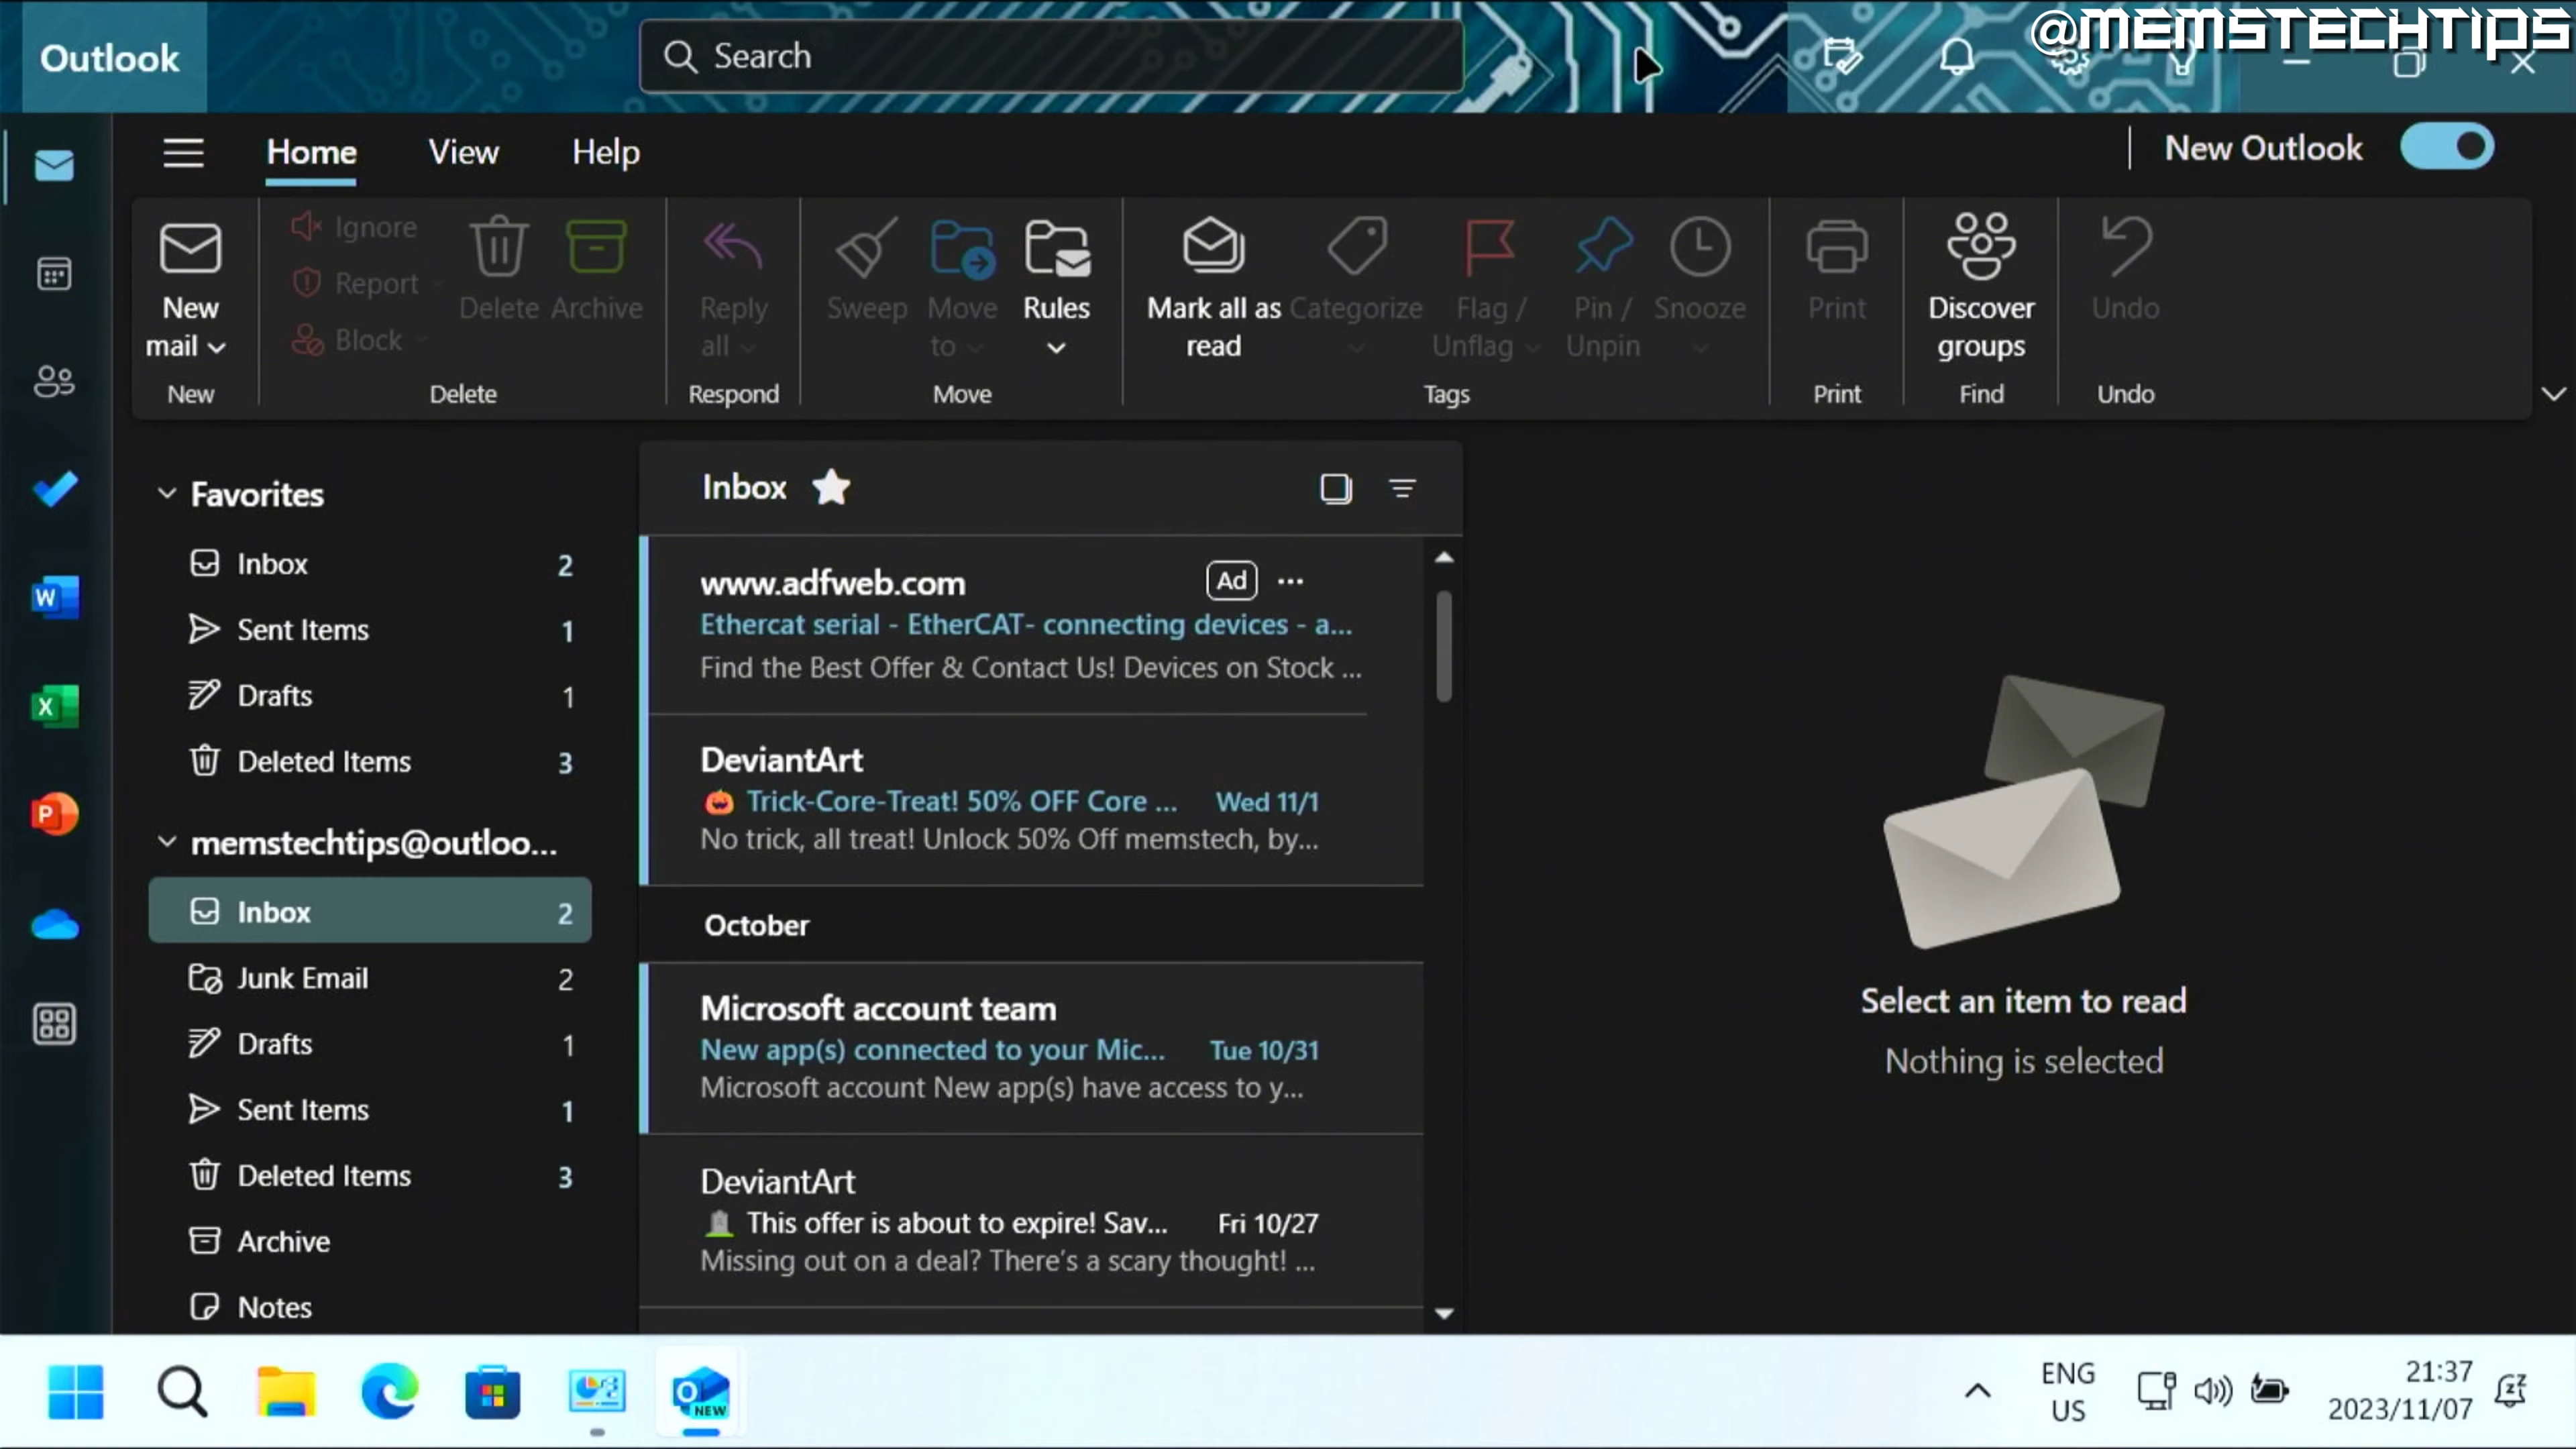 @MEMSTECHTIPS
Outlook
Search
Home
View
Help
New Outlook
New
mail
New
Ignore
Report
Block
Delete
Archive
Delete
Reply
all
Respond
Sweep
Move
to
Rules
Move
Mark all as
read
Categorize
Flag /
Unflag
Pin /
Unpin
Snooze
Tags
Print
Print
Discover
groups
Find
Undo
Undo
Favorites
Inbox 2
Sent Items 1
Drafts 1
Deleted Items 3
memstechtips@outloo...
Inbox 2
Junk Email 2
Drafts 1
Sent Items 1
Deleted Items 3
Archive
Notes
Inbox
www.adfweb.com Ad
Ethercat serial - EtherCAT- connecting devices - a...
Find the Best Offer & Contact Us! Devices on Stock ...
DeviantArt
Trick-Core-Treat! 50% OFF Core ... Wed 11/1
No trick, all treat! Unlock 50% Off memstech, by...
October
Microsoft account team
New app(s) connected to your Mic... Tue 10/31
Microsoft account New app(s) have access to y...
DeviantArt
This offer is about to expire! Sav... Fri 10/27
Missing out on a deal? There's a scary thought! ...
Select an item to read
Nothing is selected
W
X
P
O
NEW
ENG
US
21:37
2023/11/07